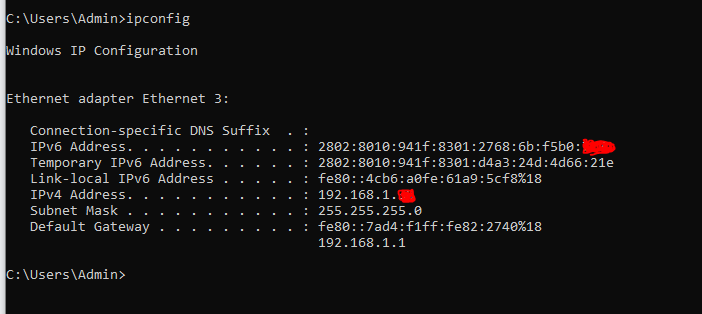 C:\Users\Admin>ipconfig
Windows IP Configuration
Ethernet adapter Ethernet 3:
Connection-specific DNS Suffix . :
IPv6 Address. . . . . . . . . . . : 2802:8010:941f:8301:2768:6b:f5b0:
Temporary IPv6 Address. . . . . . : 2802:8010:941f:8301:d4a3:24d:4d66:21e
Link-local IPv6 Address . . . . . : fe80::4cb6:a0fe:61a9:5cf8%18
IPv4 Address. . . . . . . . . . . : 192.168.1.
Subnet Mask . . . . . . . . . . . : 255.255.255.0
Default Gateway . . . . . . . . . : fe80::7ad4:f1ff:fe82:2740%18
192.168.1.1
C:\Users\Admin>